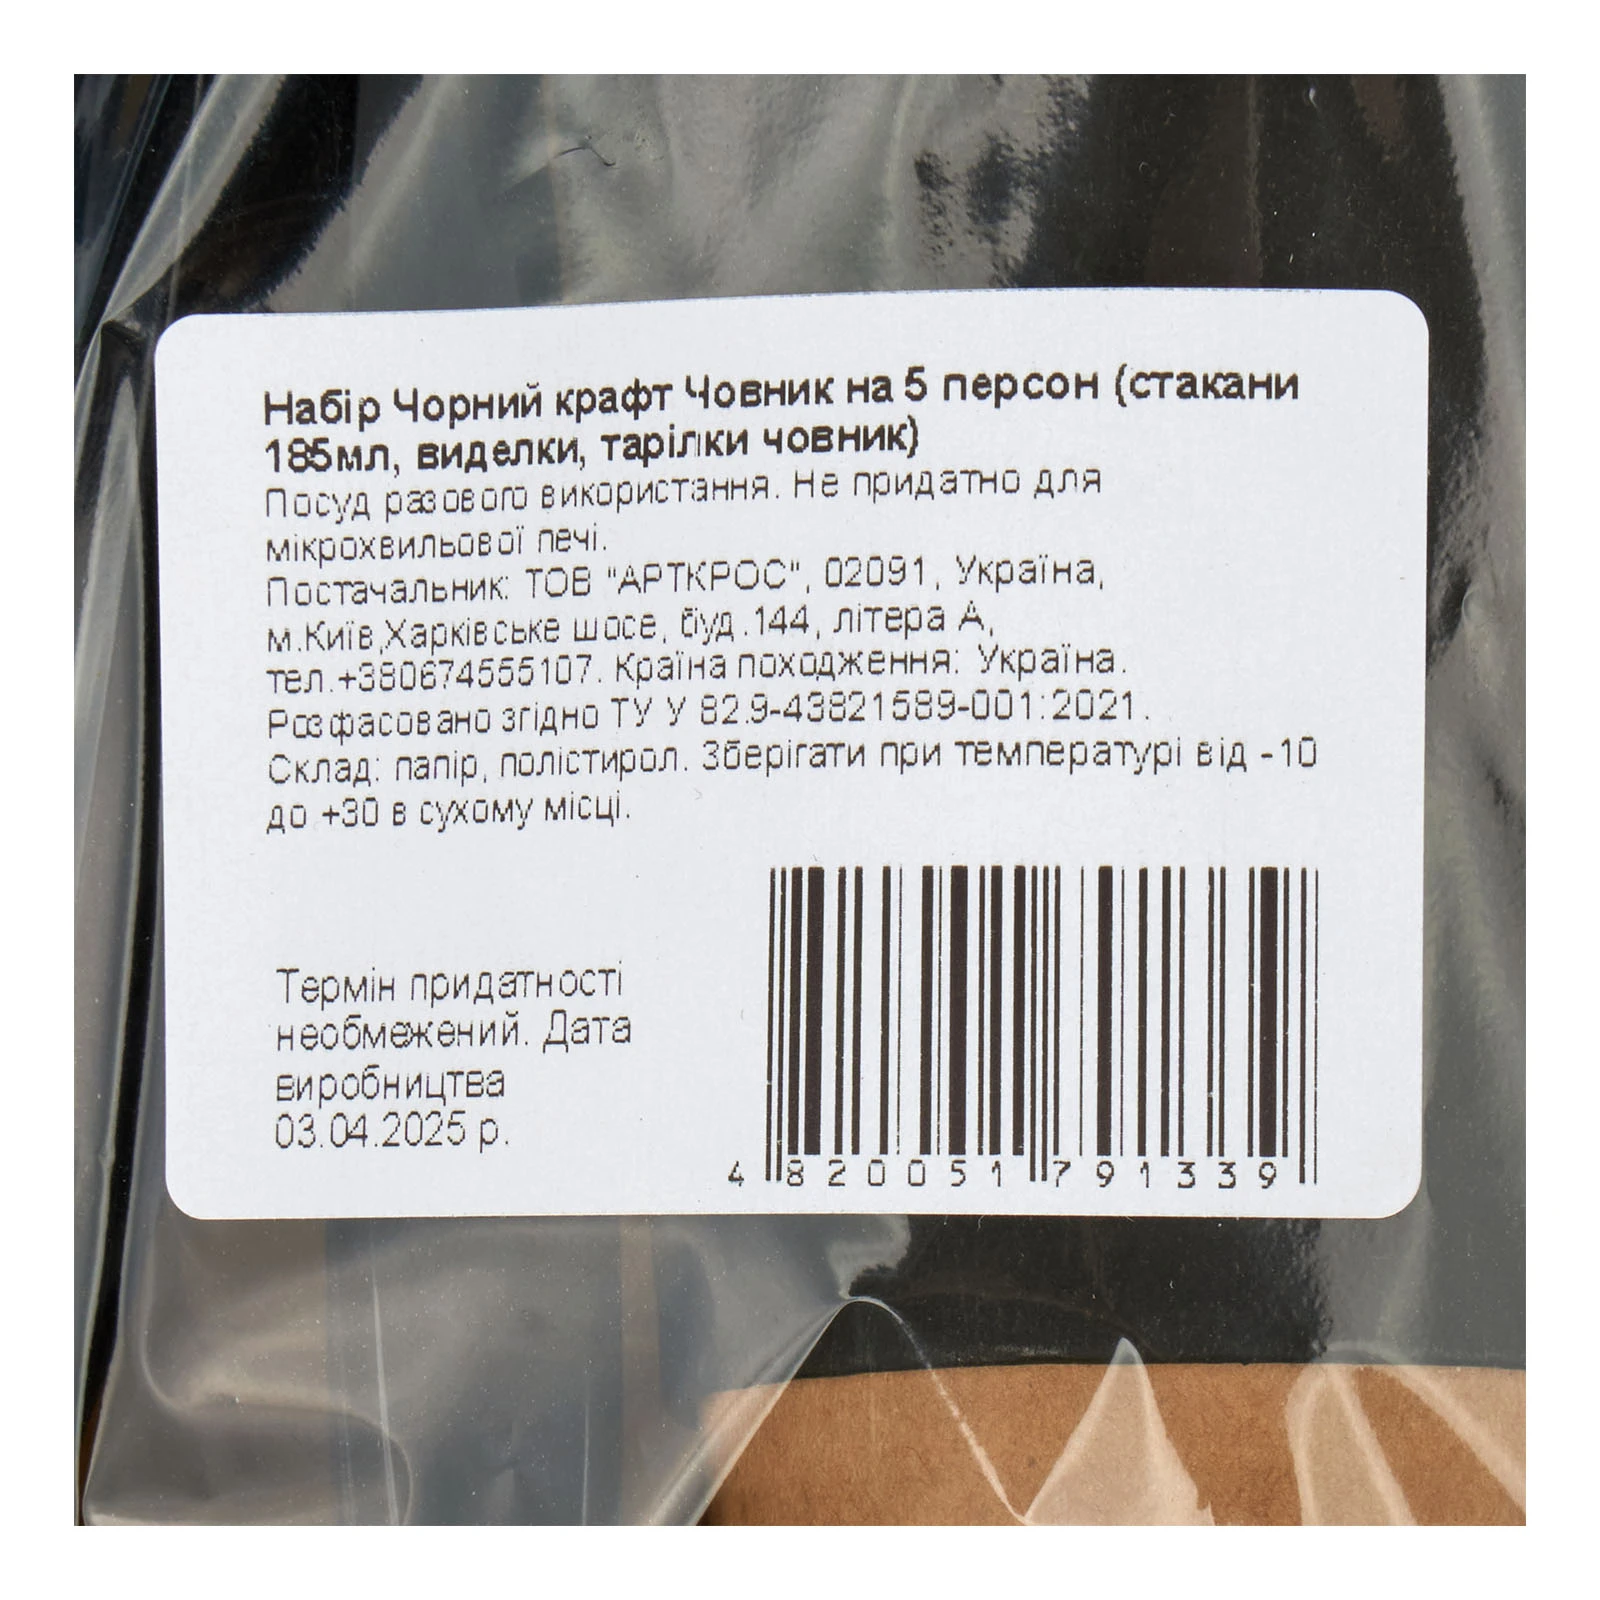 Набір Чорний крафт Човник на 5 персон (стакани
185мл, виделки, тарілки човник)
Посуд разового використання. Не придатно для
мікрохвильової печі.
Постачальник: ТОВ "АРТКРОС", 02091, Україна,
м.Київ,Харківське шосе, буд.144, літера А,
тел.+380674555107. Країна походження: Україна.
Розфасовано згідно ТУ У 82.9-43821589-001:2021.
Склад: папір, полістирол. Зберігати при температурі від -10
до +30 в сухому місці.
Термін придатності
необмежений. Дата
виробництва
03.04.2025 р.
4 820051 791339